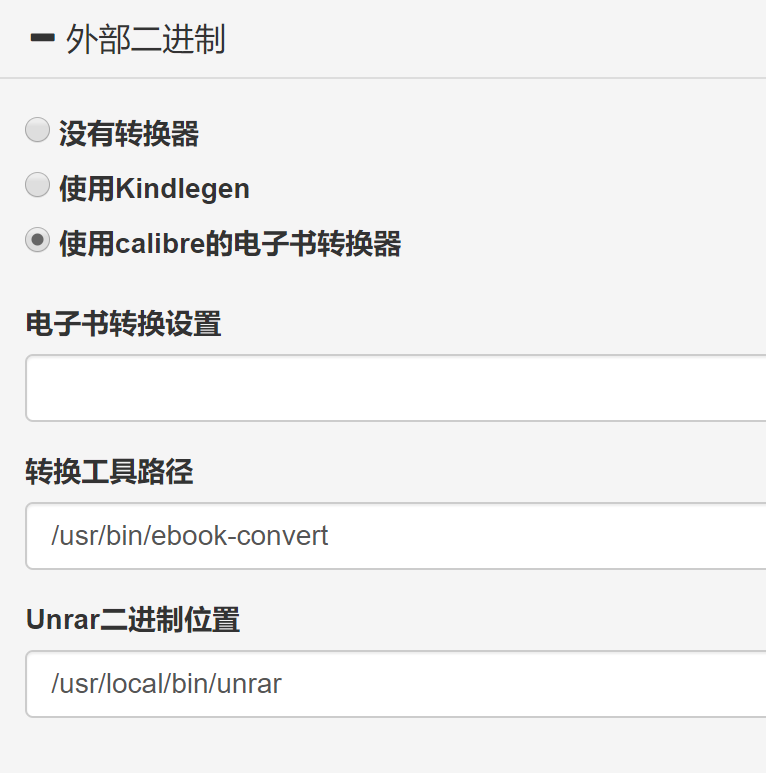 外部二进制
没有转换器
使用Kindlegen
使用calibre的电子书转换器
电子书转换设置
转换工具路径
/usr/bin/ebook-convert
Unrar二进制位置
/usr/local/bin/unrar